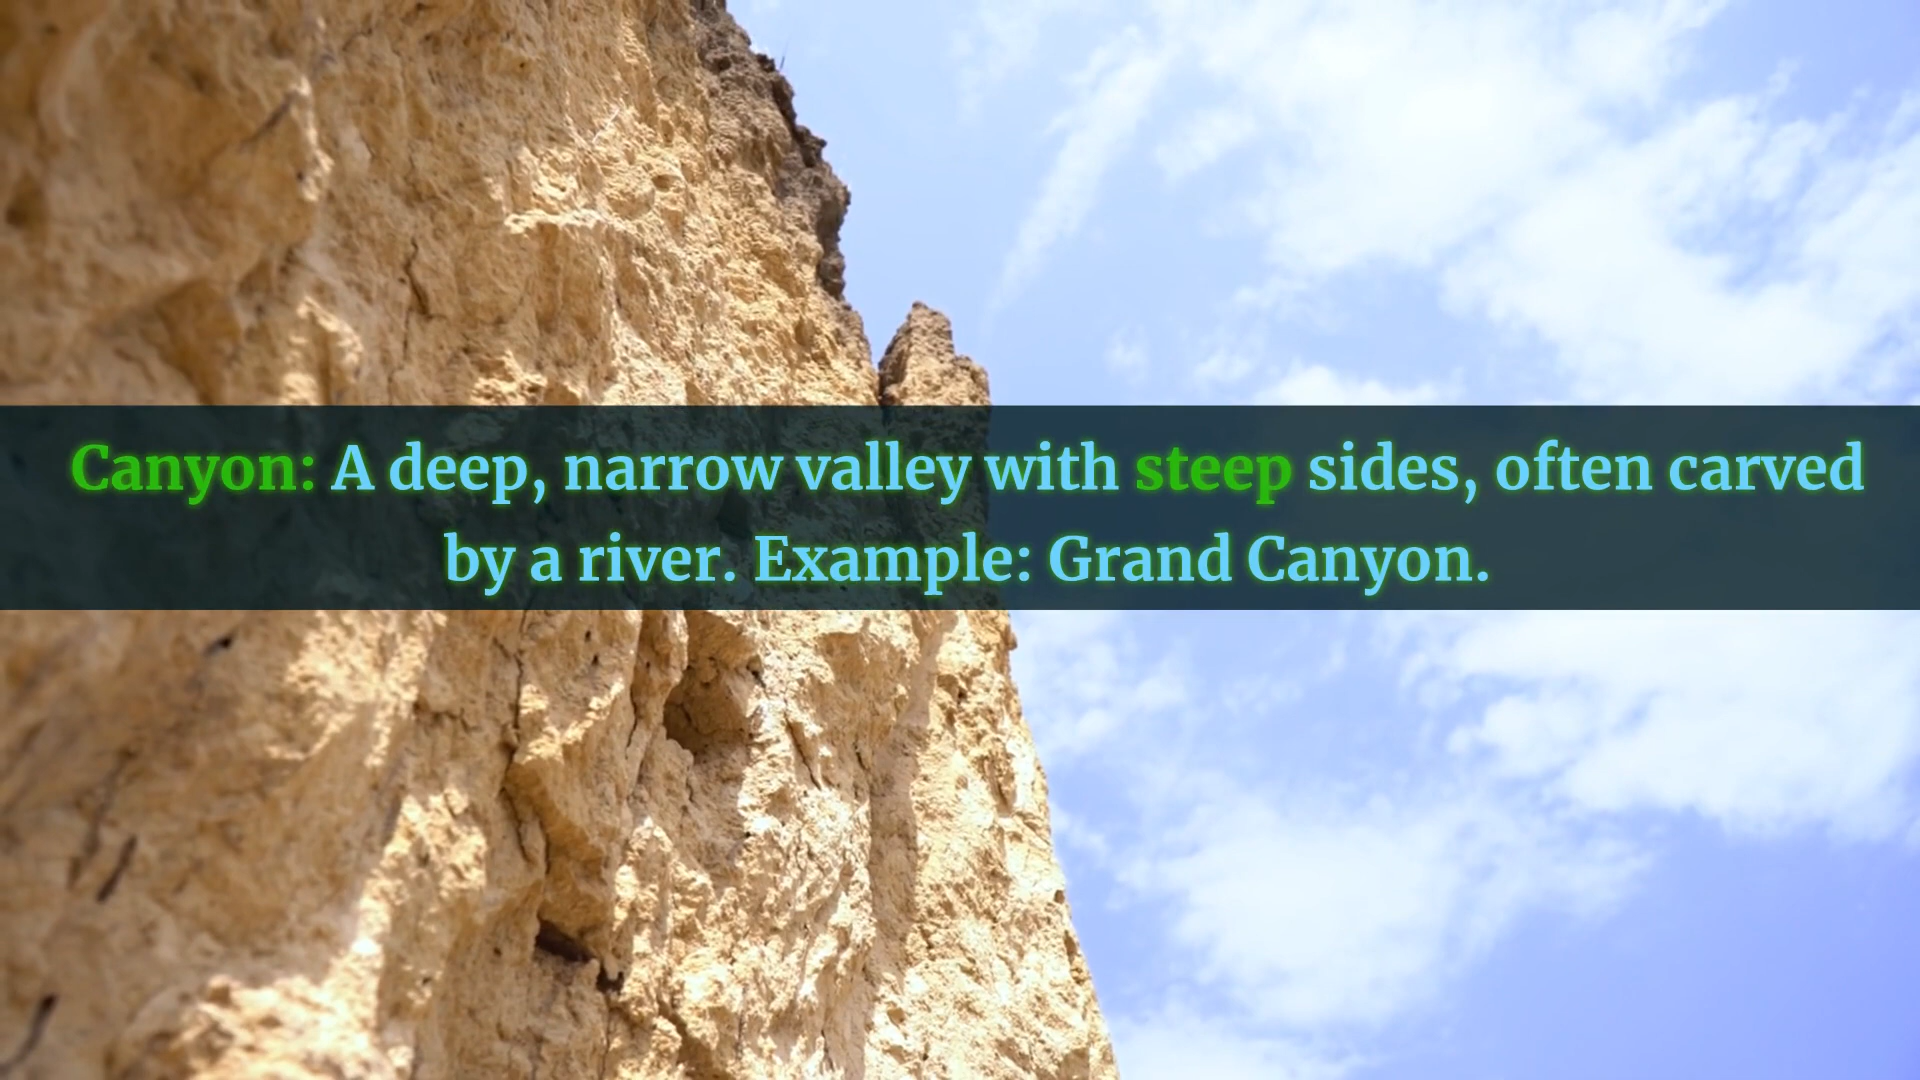 Canyon: A deep, narrow valley with steep sides, often carved
by a river. Example: Grand Canyon.